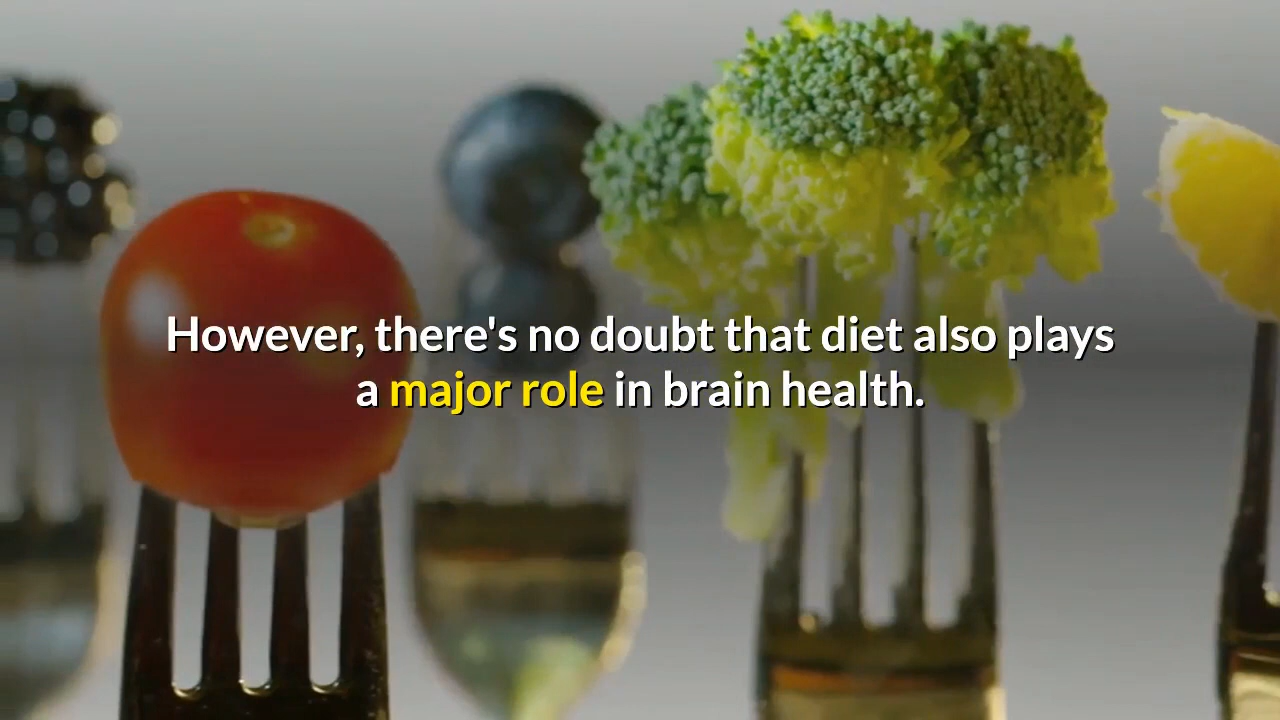 However, there's no doubt that diet also plays
a major role in brain health.